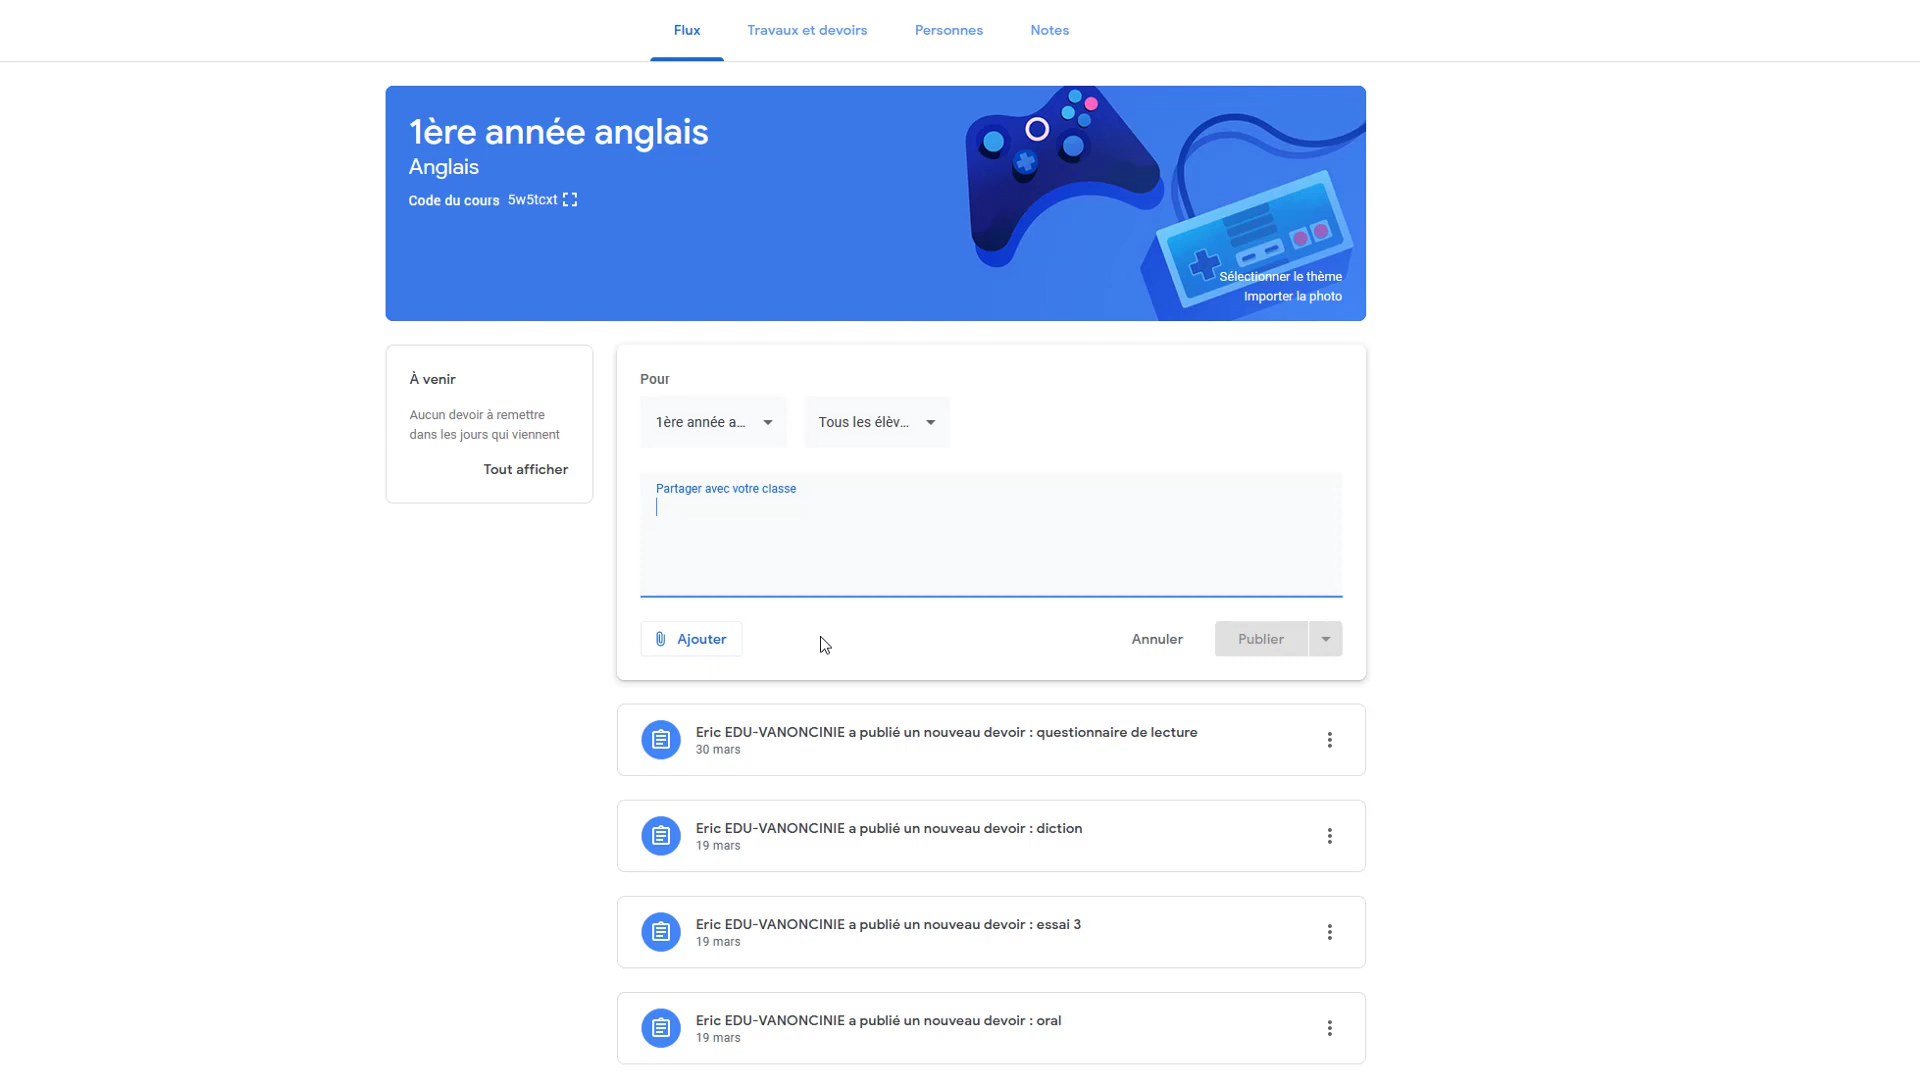 Flux
Travaux et devoirs
Personnes
Notes
1ère année anglais
Anglais
Code du cours 5w5tcxt
Sélectionner le thème
Importer la photo
À venir
Aucun devoir à remettre
dans les jours qui viennent
Tout afficher
Pour
1ère année a...
Tous les élèv...
Partager avec votre classe
Ajouter
Annuler
Publier
Eric EDU-VANONCINIE a publié un nouveau devoir : questionnaire de lecture
30 mars
Eric EDU-VANONCINIE a publié un nouveau devoir : diction
19 mars
Eric EDU-VANONCINIE a publié un nouveau devoir : essai 3
19 mars
Eric EDU-VANONCINIE a publié un nouveau devoir : oral
19 mars